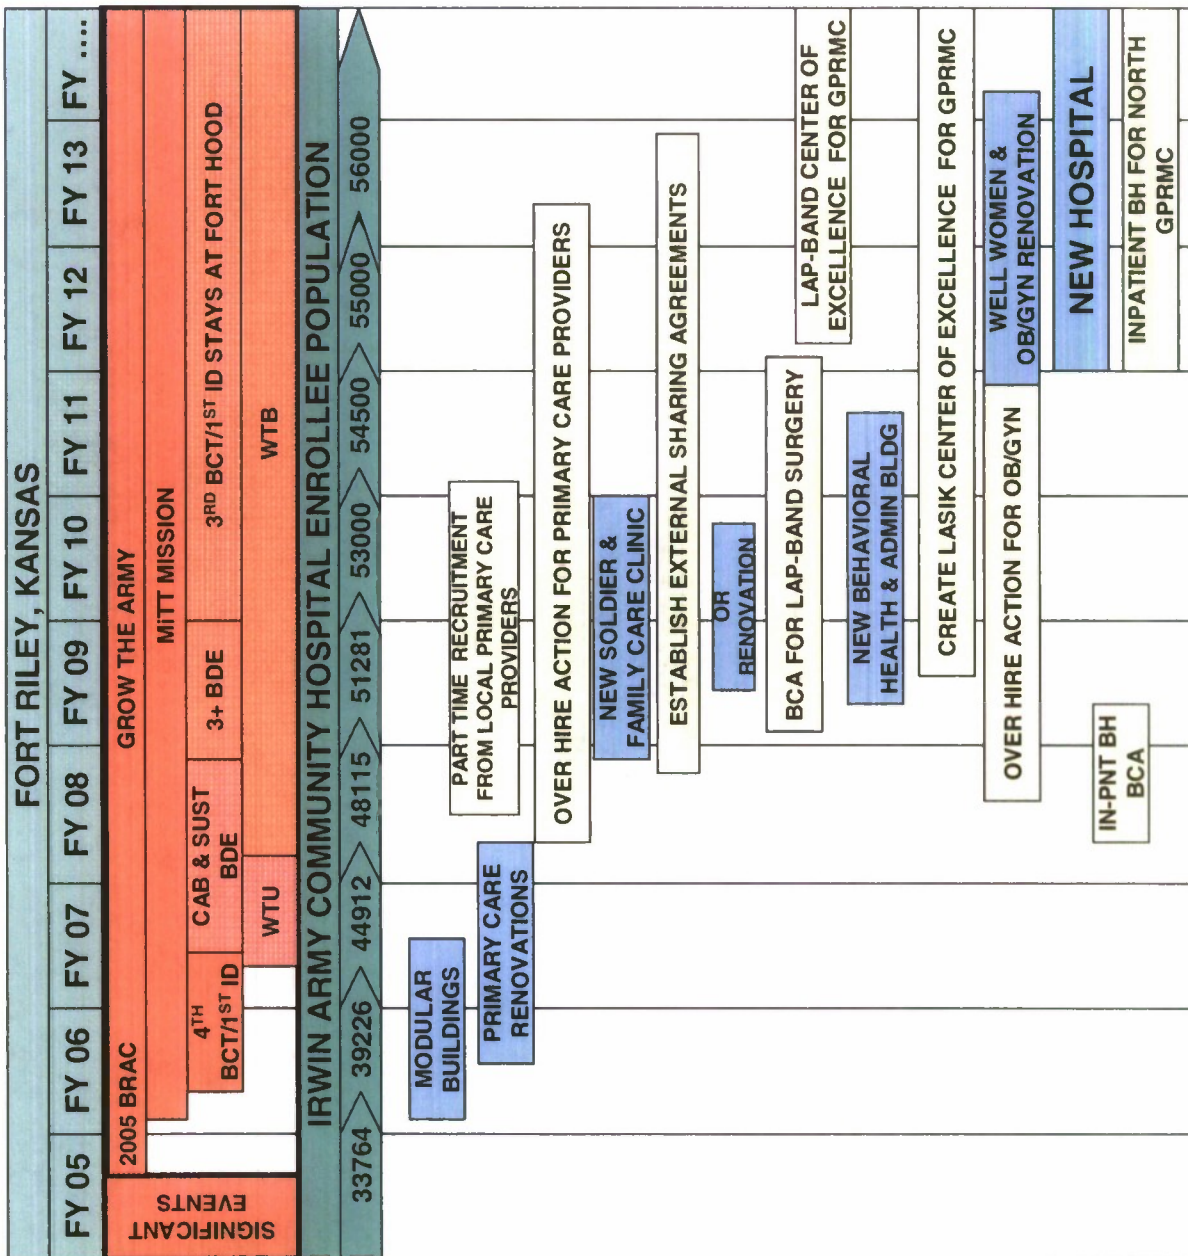 FORT RILEY, KANSAS
FY 05 FY 06 FY 07 FY 08 FY 09 FY 10 FY 11 FY 12 FY 13 FY ....
SIGNIFICANT
EVENTS
2005 BRAC GROW THE ARMY
MiTT MISSION
4TH
BCT/1ST ID
CAB & SUST
BDE
3+ BDE
3RD BCT/1ST ID STAYS AT FORT HOOD
WTU
WTB
IRWIN ARMY COMMUNITY HOSPITAL ENROLLEE POPULATION
33764 39226 44912 48115 51281 53000 54500 55000 56000
MODULAR
BUILDINGS
PART TIME RECRUITMENT
FROM LOCAL PRIMARY CARE
PROVIDERS
PRIMARY CARE
RENOVATIONS
OVER HIRE ACTION FOR PRIMARY CARE PROVIDERS
NEW SOLDIER &
FAMILY CARE CLINIC
ESTABLISH EXTERNAL SHARING AGREEMENTS
OR
RENOVATION
BCA FOR LAP-BAND SURGERY
LAP-BAND CENTER OF
EXCELLENCE FOR GPRMC
NEW BEHAVIORAL
HEALTH & ADMIN BLDG
CREATE LASIK CENTER OF EXCELLENCE FOR GPRMC
OVER HIRE ACTION FOR OB/GYN
WELL WOMEN &
OB/GYN RENOVATION
NEW HOSPITAL
IN-PNT BH
BCA
INPATIENT BH FOR NORTH
GPRMC